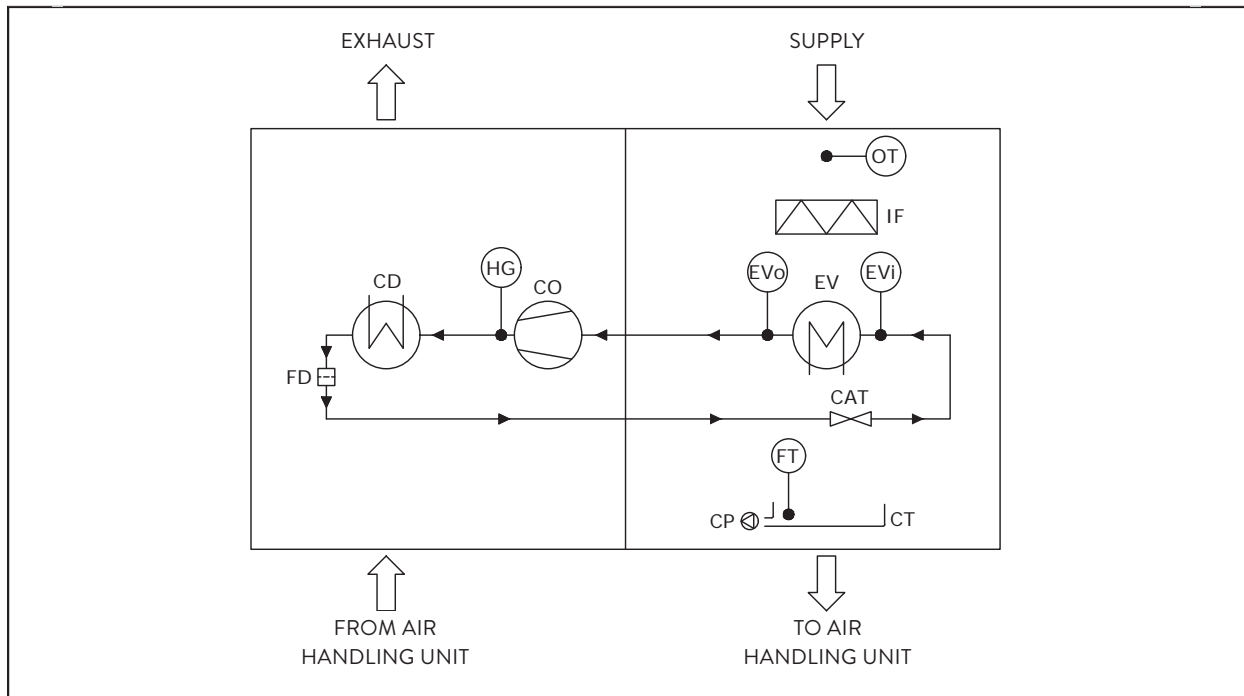 EXHAUST
SUPPLY
OT
IF
HG
CD
CO
EVo
EV
EVi
FD
CAT
FT
CP
CT
FROM AIR
HANDLING UNIT
TO AIR
HANDLING UNIT